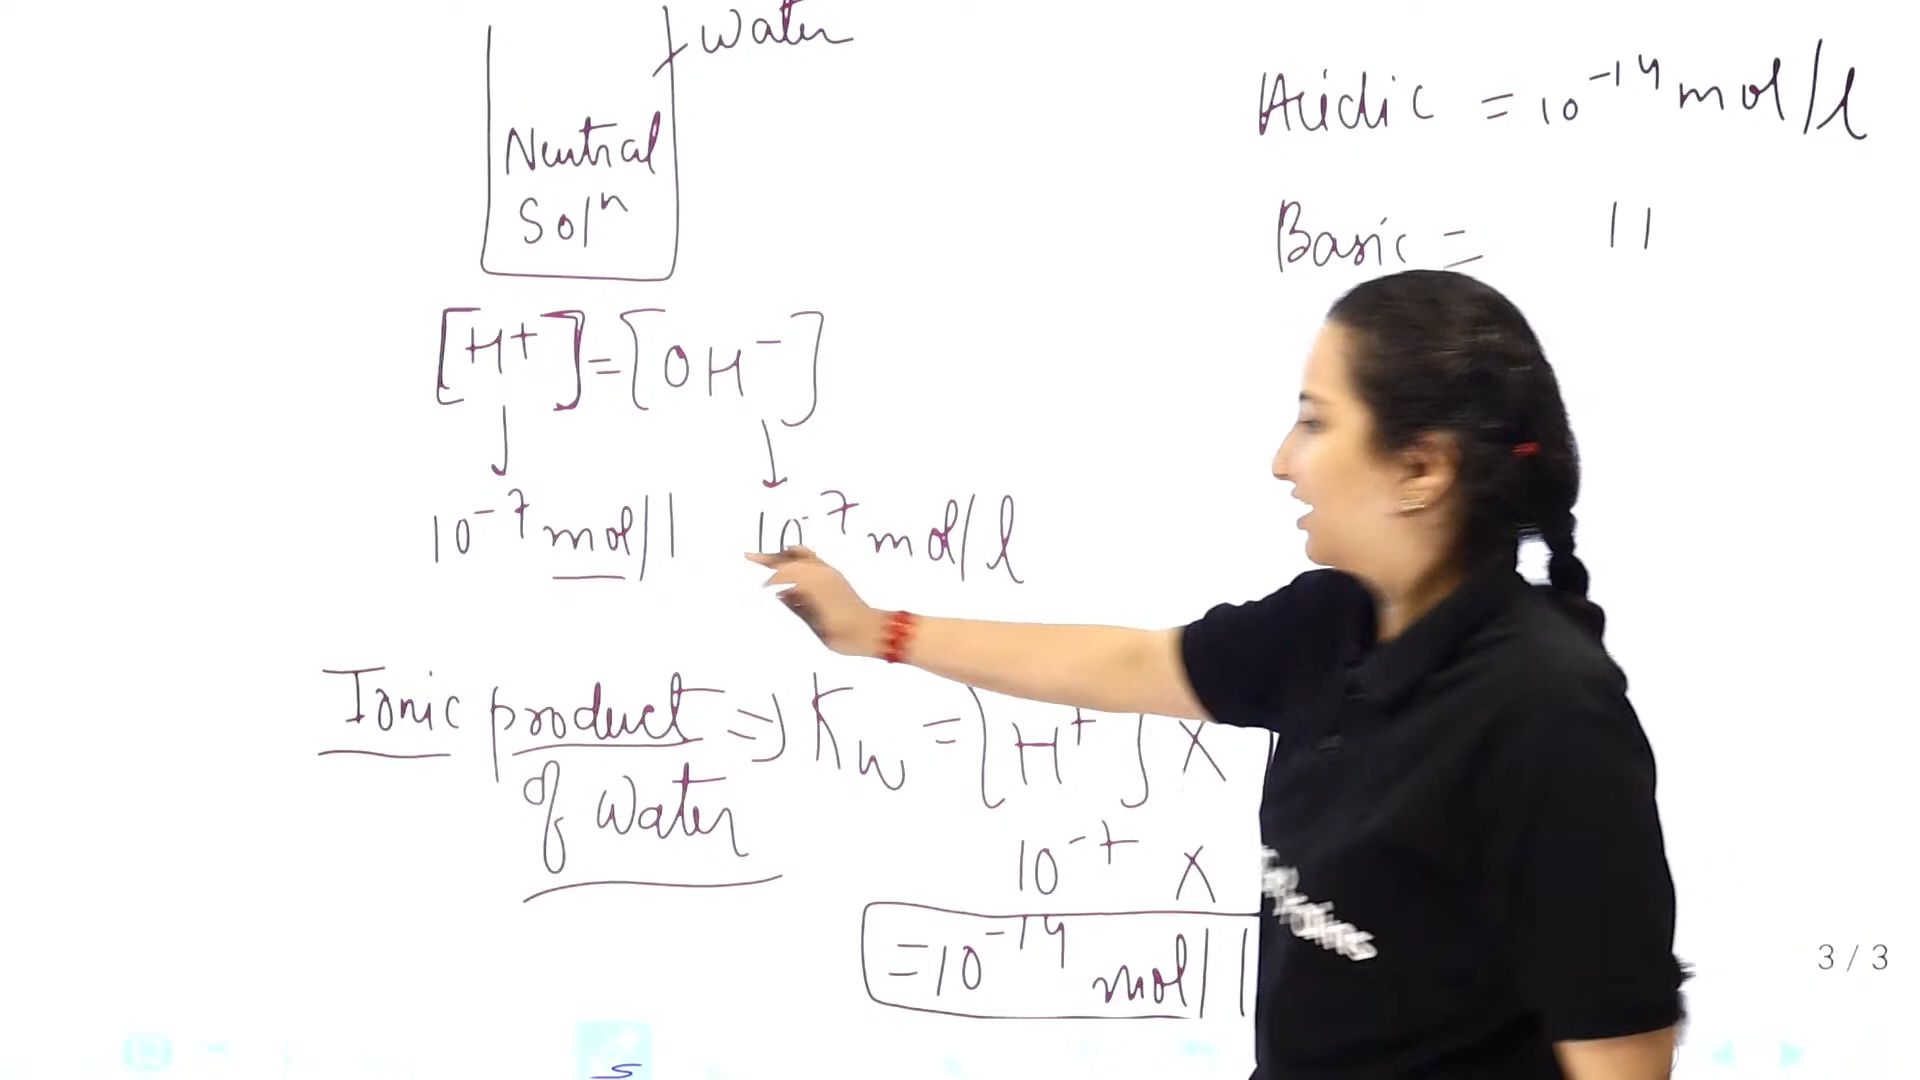 Water
Neutral
Solⁿ
[H+] = [OH⁻]
10⁻⁷ mol/l 10⁻⁷ mol/l
Ionic product => Kw = [H⁺] X
of water
10⁻⁷ X
=10⁻¹⁴ mol/l
Acidic = 10⁻¹⁴ mol/l
Basic = 11
3 / 3